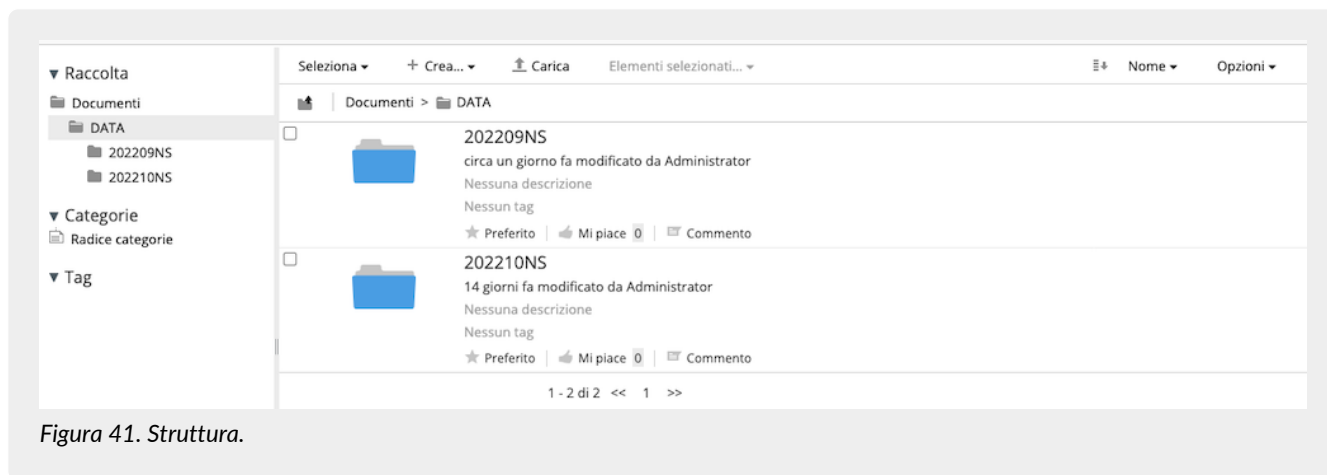 Raccolta
Documenti
DATA
202209NS
202210NS
Categorie
Radice categorie
Tag
Seleziona Crea... Carica Elementi selezionati... Nome Opzioni
Documenti > DATA
202209NS
circa un giorno fa modificato da Administrator
Nessuna descrizione
Nessun tag
Preferito Mi piace 0 Commento
202210NS
14 giorni fa modificato da Administrator
Nessuna descrizione
Nessun tag
Preferito Mi piace 0 Commento
1 - 2 di 2 << 1 >>
Figura 41. Struttura.